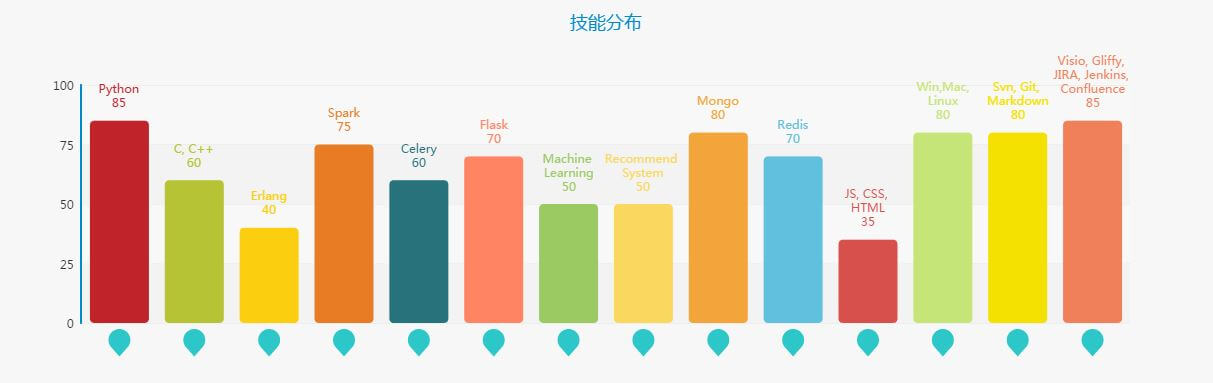 技能分布
100
75
50
25
0
Python
85
C, C++
60
Erlang
40
Spark
75
Celery
60
Flask
70
Machine
Learning
50
Recommend
System
50
Mongo
80
Redis
70
JS, CSS,
HTML
35
Win,Mac,
Linux
80
Svn, Git,
Markdown
80
Visio, Gliffy,
JIRA, Jenkins,
Confluence
85